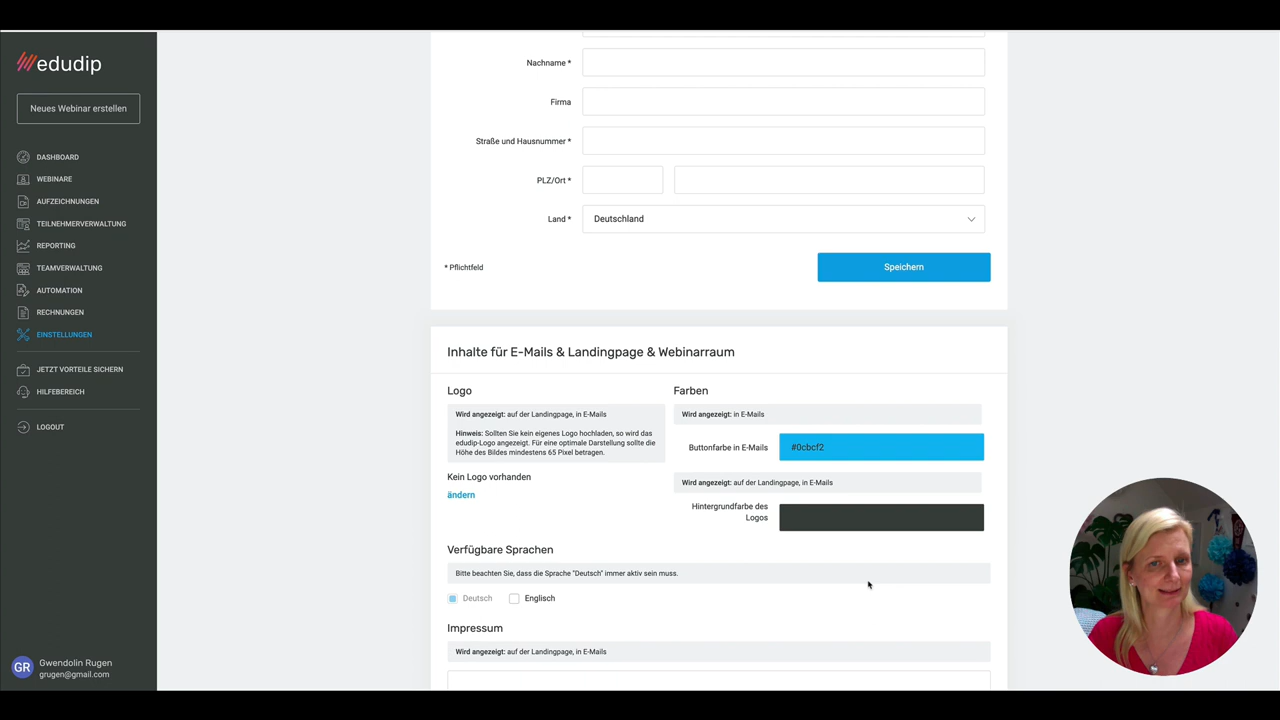 edudip
Neues Webinar erstellen
DASHBOARD
WEBINARE
AUFZEICHNUNGEN
TEILNEHMERVERWALTUNG
REPORTING
TEAMVERWALTUNG
AUTOMATION
RECHNUNGEN
EINSTELLUNGEN
JETZT VORTEILE SICHERN
HILFEBEREICH
LOGOUT
GR
Gwendolin Rugen
grugen@gmail.com
Nachname *
Firma
Straße und Hausnummer *
PLZ/Ort *
Land *
Deutschland
* Pflichtfeld
Speichern
Inhalte für E-Mails & Landingpage & Webinarraum
Logo
Wird angezeigt: auf der Landingpage, in E-Mails
Hinweis: Sollten Sie kein eigenes Logo hochladen, so wird das
edudip-Logo angezeigt. Für eine optimale Darstellung sollte die
Höhe des Bildes mindestens 65 Pixel betragen.
Kein Logo vorhanden
ändern
Farben
Wird angezeigt: in E-Mails
Buttonfarbe in E-Mails
#0cbcf2
Wird angezeigt: auf der Landingpage, in E-Mails
Hintergrundfarbe des
Logos
Verfügbare Sprachen
Bitte beachten Sie, dass die Sprache "Deutsch" immer aktiv sein muss.
Deutsch
Englisch
Impressum
Wird angezeigt: auf der Landingpage, in E-Mails